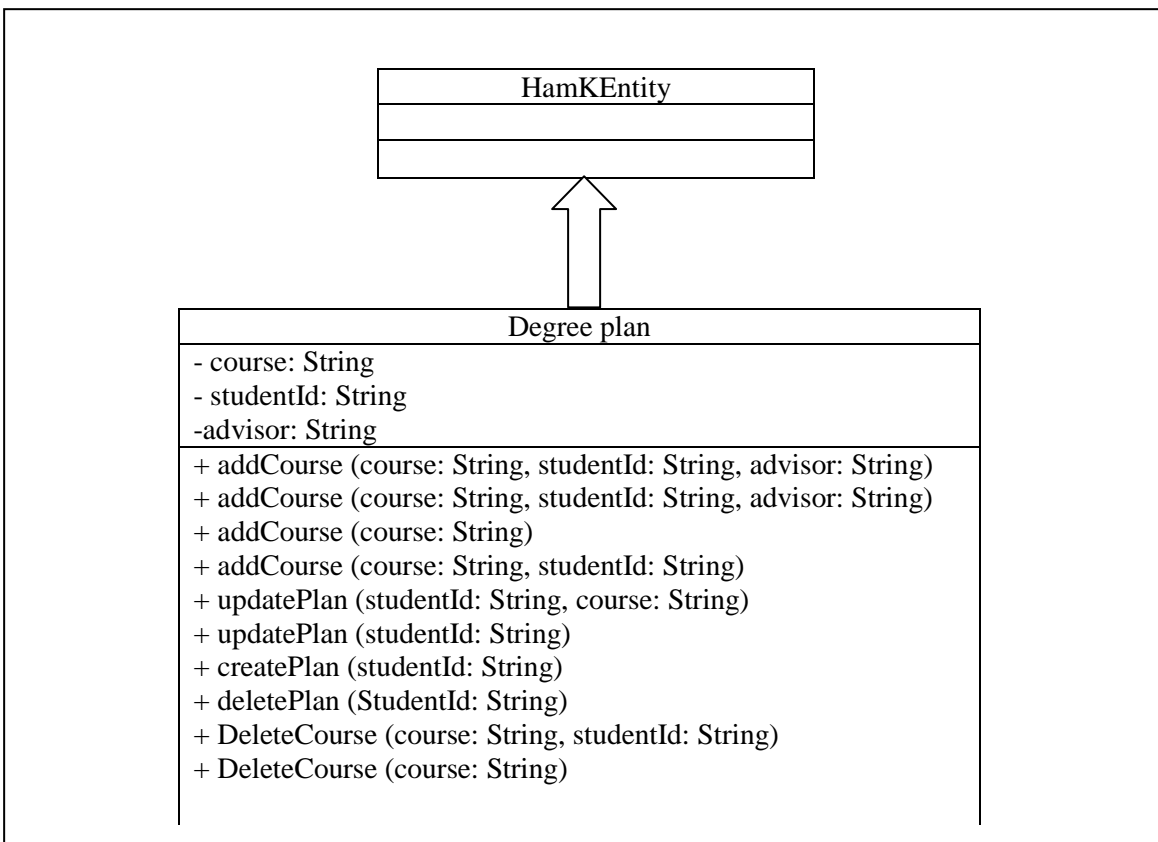 HamKEntity
Degree plan
- course: String
- studentId: String
-advisor: String
+ addCourse (course: String, studentId: String, advisor: String)
+ addCourse (course: String, studentId: String, advisor: String)
+ addCourse (course: String)
+ addCourse (course: String, studentId: String)
+ updatePlan (studentId: String, course: String)
+ updatePlan (studentId: String)
+ createPlan (studentId: String)
+ deletePlan (StudentId: String)
+ DeleteCourse (course: String, studentId: String)
+ DeleteCourse (course: String)